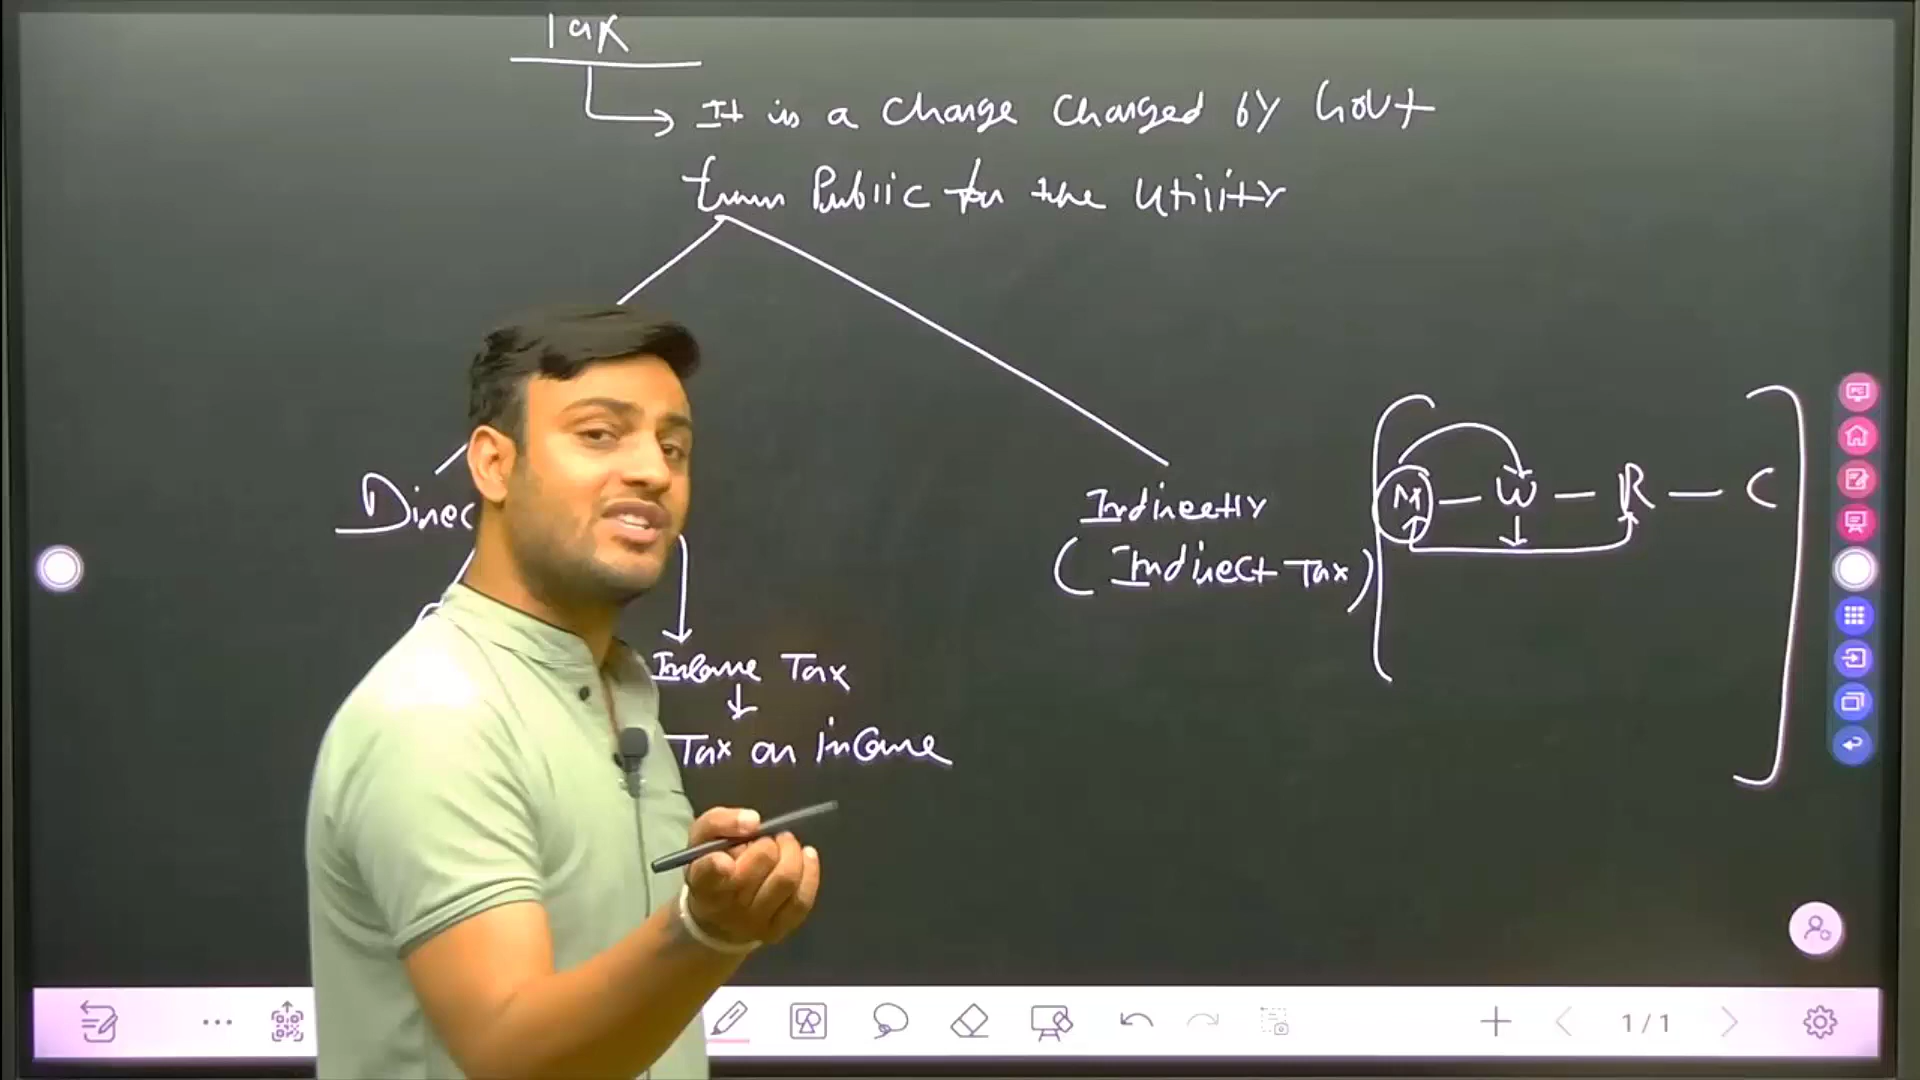 Tax
It is a charge charged by Govt
from Public for the Utility
Direc
Indirectly
(Indirect Tax)
M — W — R — C
Income Tax
Tax on income
1/1